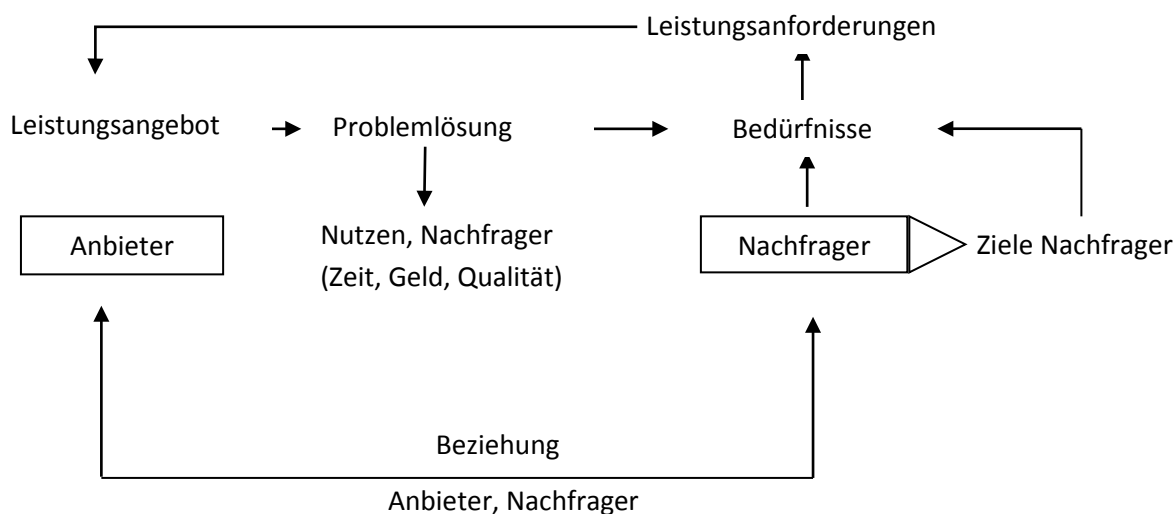 Leistungsanforderungen
Leistungsangebot
Problemlösung
Bedürfnisse
Anbieter
Nutzen, Nachfrager
(Zeit, Geld, Qualität)
Nachfrager
Ziele Nachfrager
Beziehung
Anbieter, Nachfrager